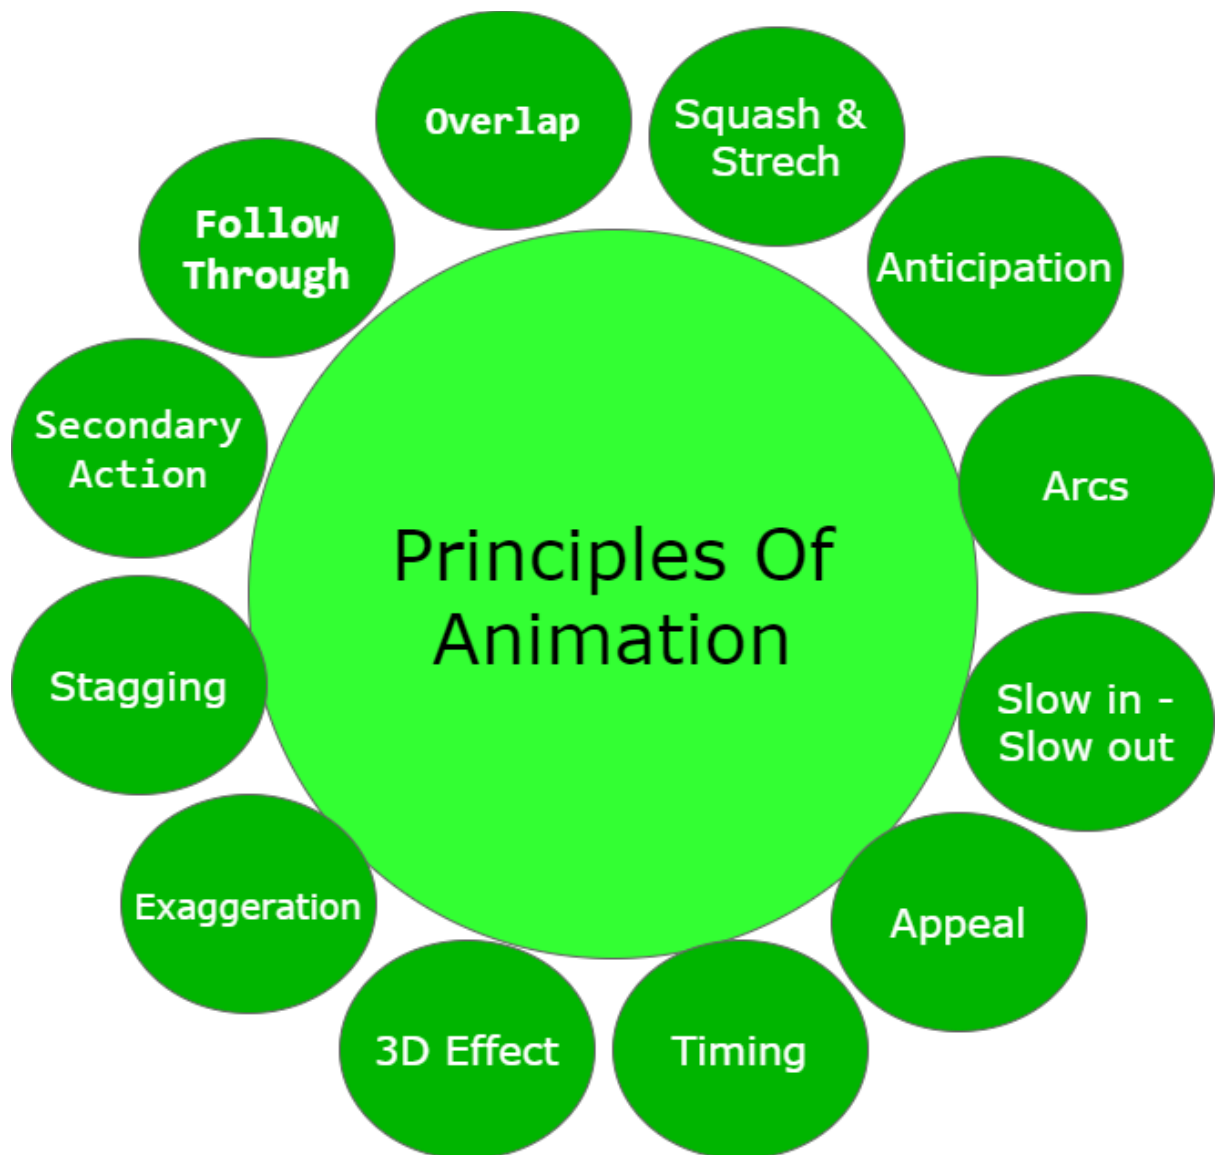 Overlap
Squash &
Strech
Anticipation
Arcs
Slow in -
Slow out
Appeal
Timing
3D Effect
Exaggeration
Stagging
Secondary
Action
Follow
Through
Principles Of
Animation